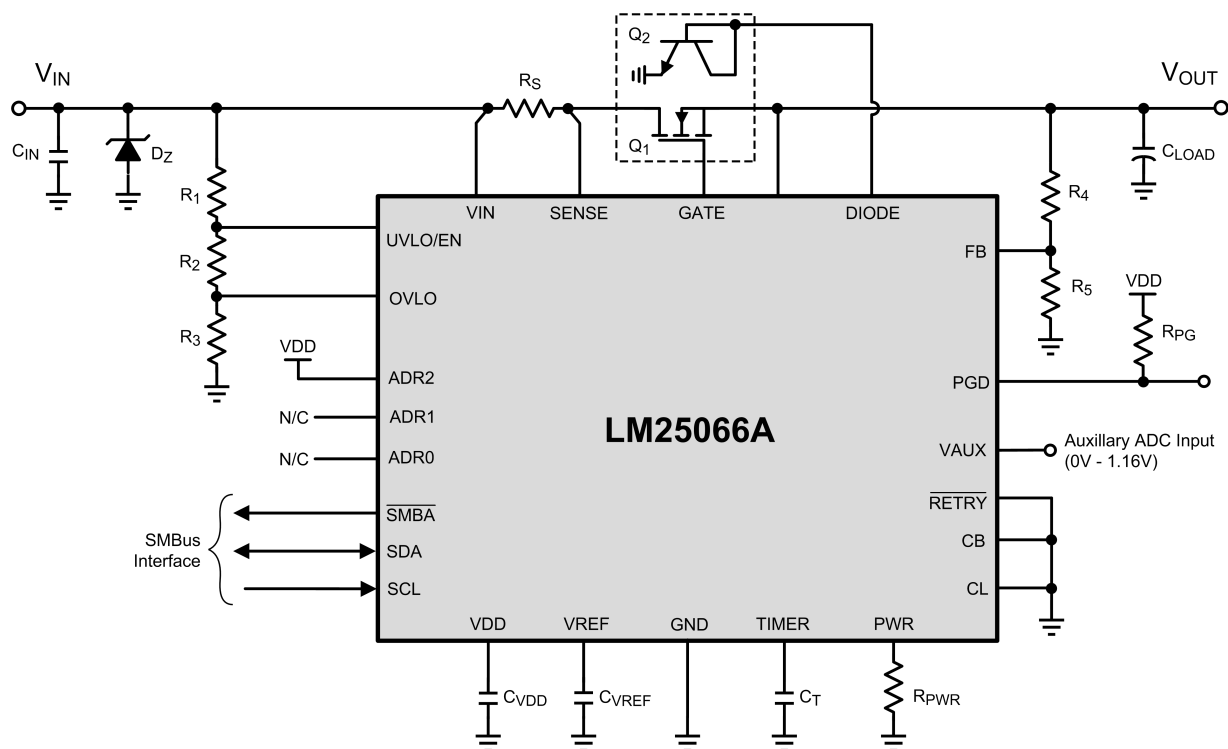 Q2
VIN
RS
VOUT
CIN
DZ
Q1
CLOAD
R1
VIN
SENSE
GATE
DIODE
R4
UVLO/EN
FB
R2
R5
VDD
OVLO
R3
RPG
VDD
ADR2
PGD
N/C
ADR1
LM25066A
N/C
ADR0
VAUX
Auxillary ADC Input
(0V - 1.16V)
RETRY
SMBA
SMBus
Interface
CB
SDA
SCL
CL
VDD
VREF
GND
TIMER
PWR
CVDD
CVREF
CT
RPWR